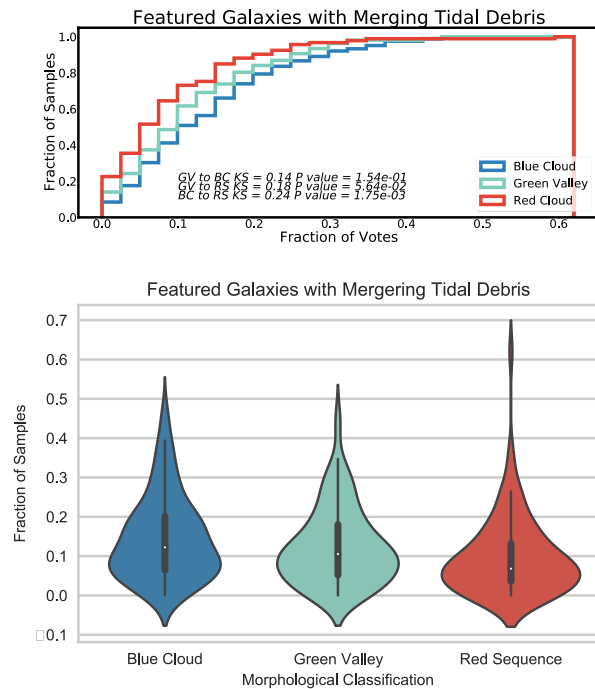 Featured Galaxies with Merging Tidal Debris
1.0
0.8
0.6
0.4
0.2
0.0
GV to BC KS = 0.14 P value = 1.54e-01
GV to RS KS = 0.18 P value = 5.64e-02
BC to RS KS = 0.24 P value = 1.75e-03
Blue Cloud
Green Valley
Red Cloud
0.0 0.1 0.2 0.3 0.4 0.5 0.6
Fraction of Votes
Fraction of Samples
Featured Galaxies with Mergering Tidal Debris
0.7
0.6
0.5
0.4
0.3
0.2
0.1
0.0
□0.1
Fraction of Samples
Blue Cloud Green Valley Red Sequence
Morphological Classification